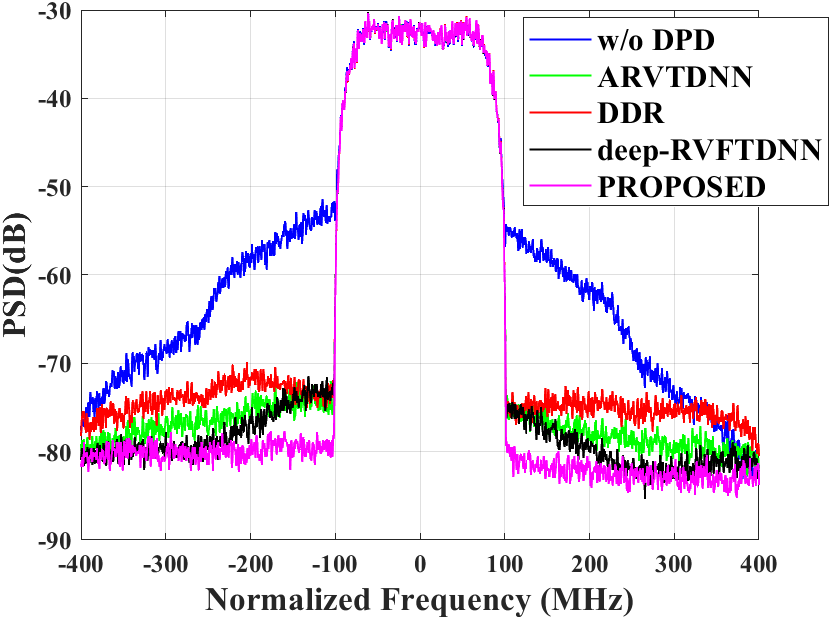 -30
-40
-50
-60
-70
-80
-90
PSD(dB)
-400 -300 -200 -100 0 100 200 300 400
Normalized Frequency (MHz)
w/o DPD
ARVTDNN
DDR
deep-RVFTDNN
PROPOSED